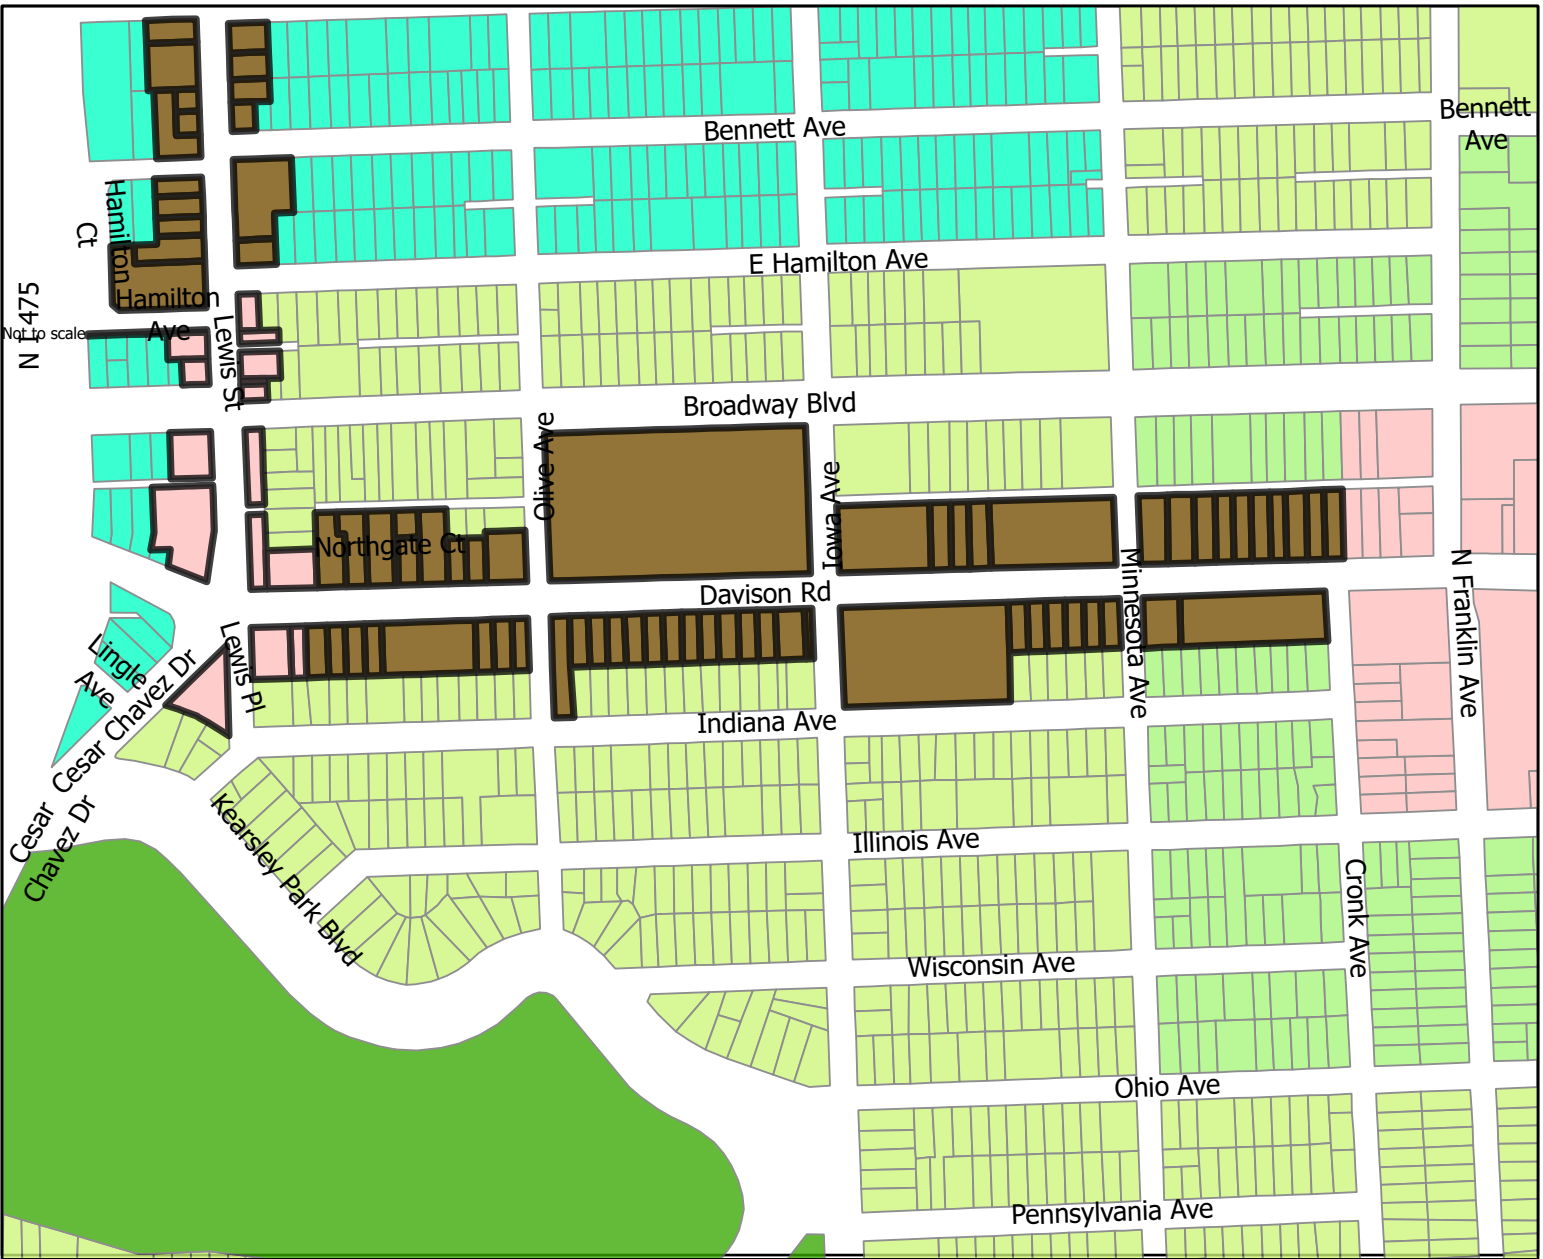 Bennett
Ave
Bennett Ave
Hamilton
Ct
E Hamilton Ave
Hamilton
Ave
N I 475
Not to scale
Lewis St
Broadway Blvd
Olive Ave
Iowa Ave
Northgate Ct
Davison Rd
Minnesota Ave
N Franklin Ave
Lewis Pl
Lingle
Ave
Cesar Chavez Dr
Indiana Ave
Cesar
Chavez Dr
Kearsley Park Blvd
Illinois Ave
Cronk Ave
Wisconsin Ave
Ohio Ave
Pennsylvania Ave